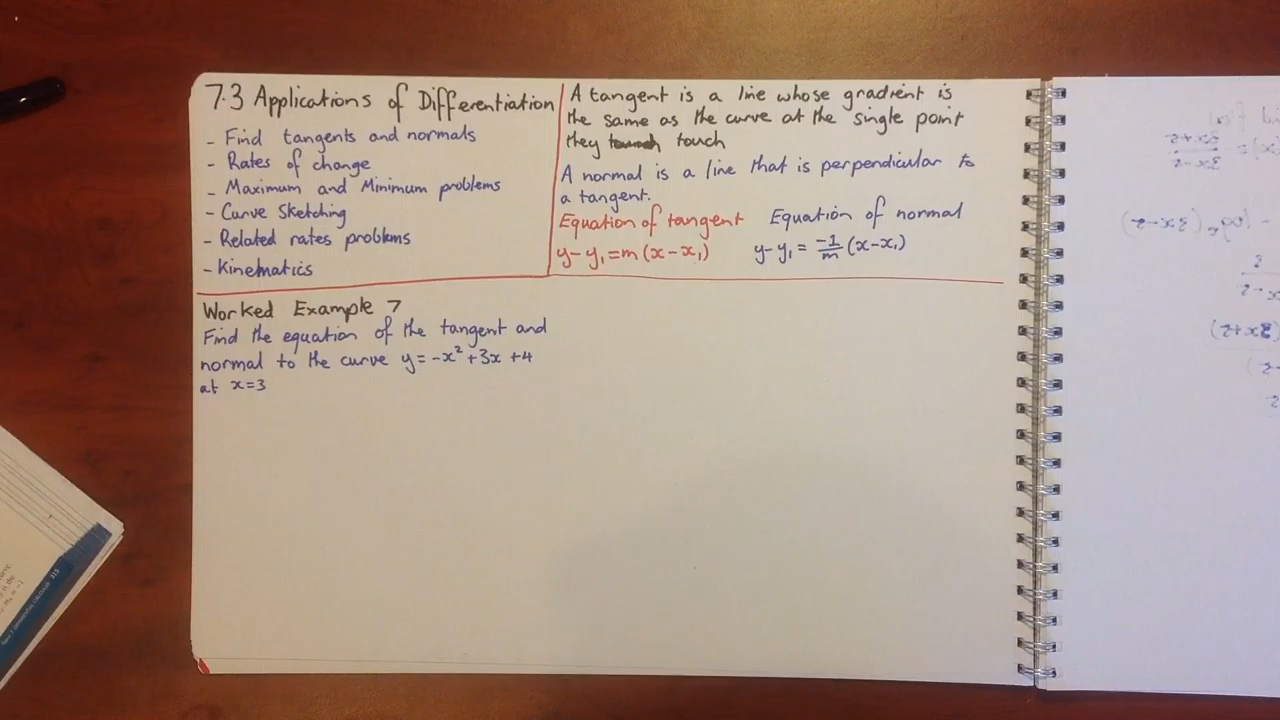 7.3 Applications of Differentiation
- Find tangents and normals
- Rates of change
- Maximum and Minimum problems
- Curve Sketching
- Related rates problems
- Kinematics
A tangent is a line whose gradient is
the same as the curve at the single point
they touch
A normal is a line that is perpendicular to
a tangent.
Equation of tangent
y-y₁=m(x-x₁)
Equation of normal
y-y₁=-1/m(x-x₁)
Worked Example 7
Find the equation of the tangent and
normal to the curve y=-x²+3x+4
at x=3